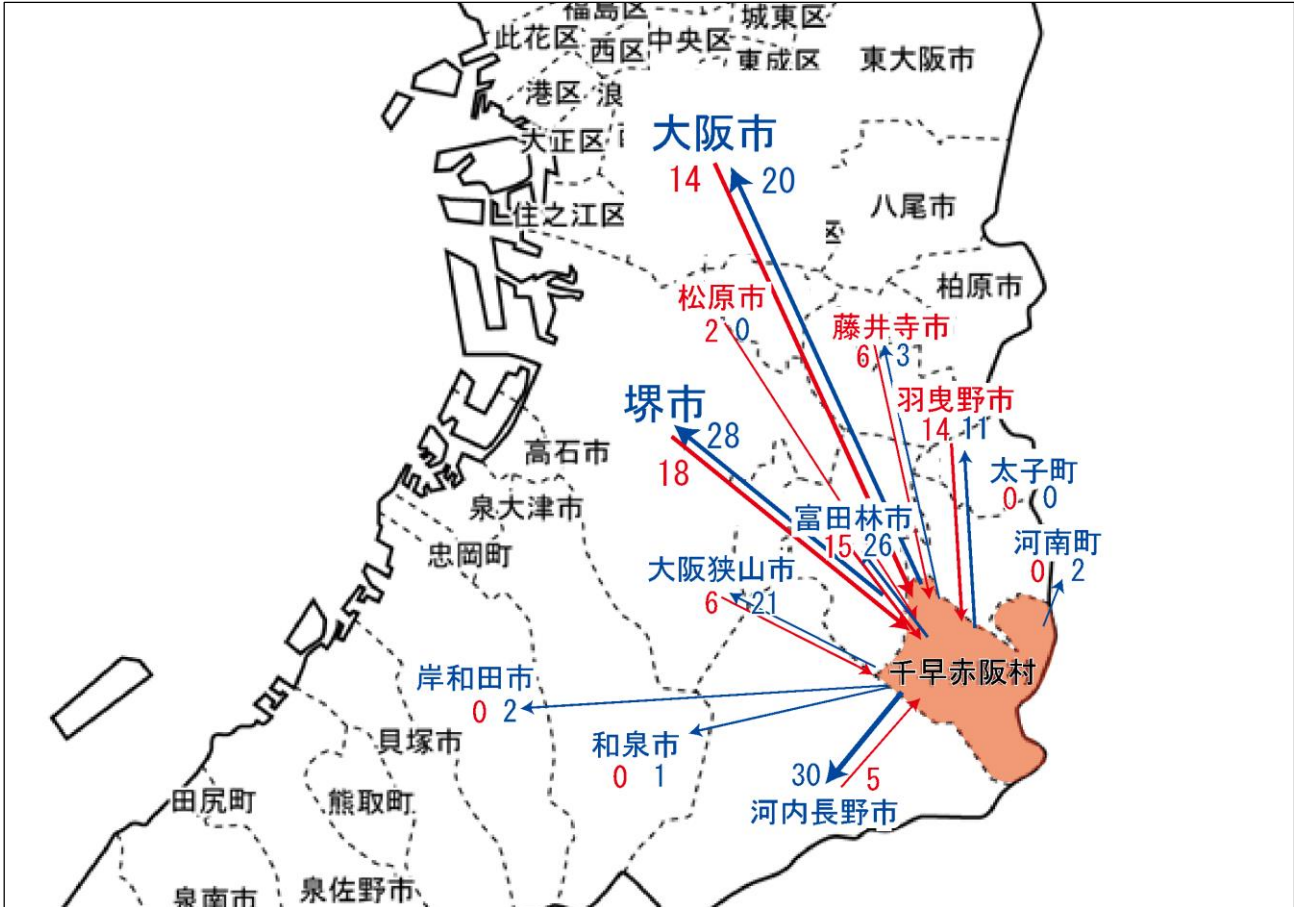 福島区
城東区
此花区
西区
中央区
東成区
東大阪市
港区
浪
大正区
大阪市
14
20
住之江区
区
八尾市
柏原市
松原市
2 0
藤井寺市
6 3
羽曳野市
14 11
堺市
28
18
高石市
太子町
0 0
泉大津市
富田林市
15 26
河南町
0 2
忠岡町
大阪狭山市
6 21
千早赤阪村
岸和田市
0 2
和泉市
0 1
貝塚市
30
5
河内長野市
田尻町
熊取町
泉南市
泉佐野市